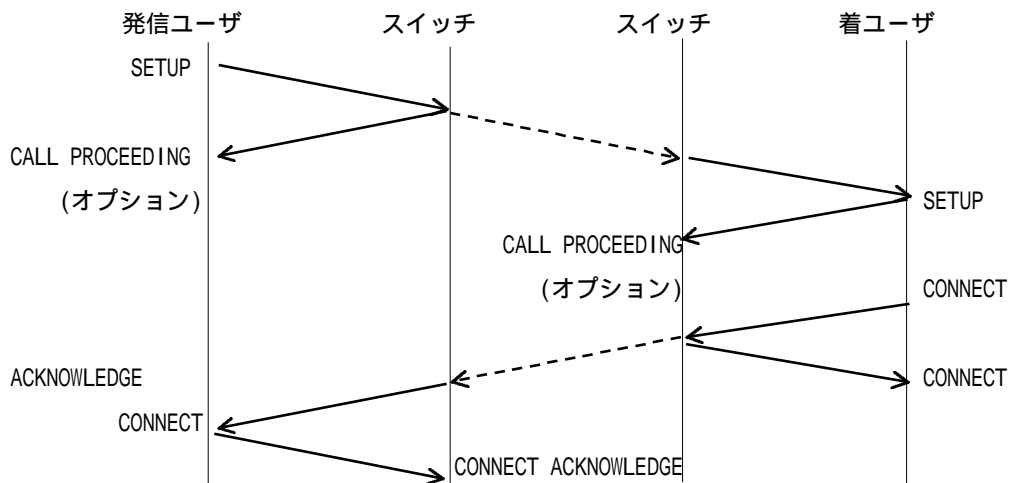 発信ユーザ スイッチ スイッチ 着ユーザ
SETUP
CALL PROCEEDING
(オプション)
SETUP
CALL PROCEEDING
(オプション)
CONNECT
ACKNOWLEDGE
CONNECT
CONNECT
CONNECT ACKNOWLEDGE